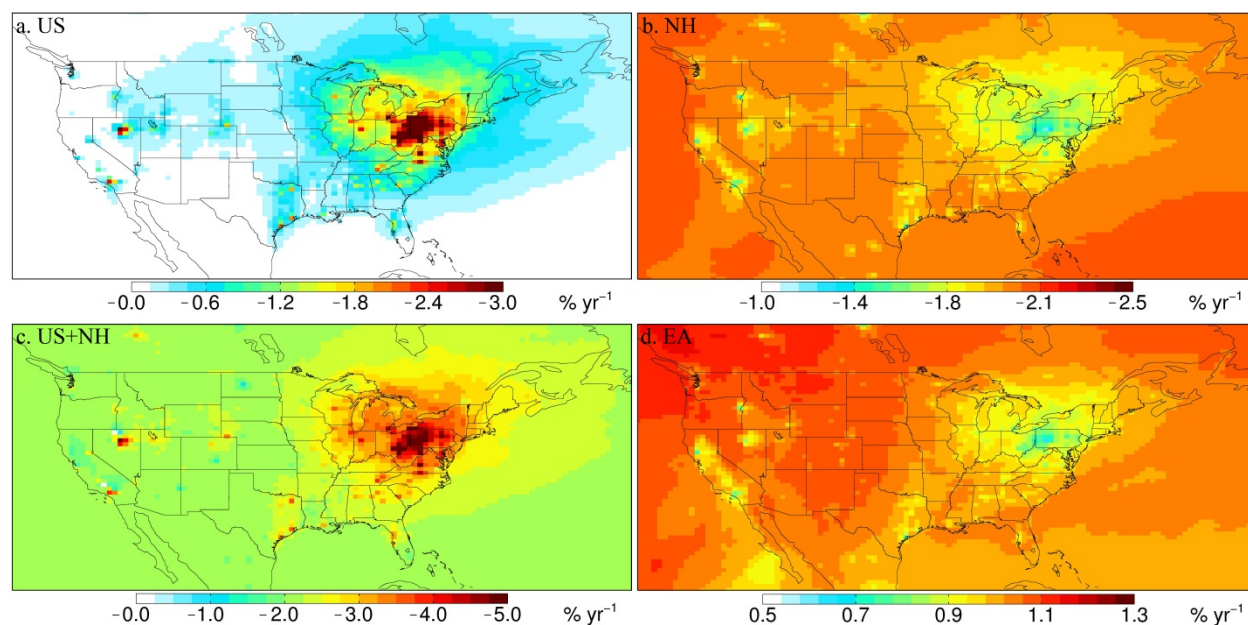 a. US
b. NH
−0.0 −0.6 −1.2 −1.8 −2.4 −3.0 % yr−1
−1.0 −1.4 −1.8 −2.1 −2.5 % yr−1
c. US+NH
d. EA
−0.0 −1.0 −2.0 −3.0 −4.0 −5.0 % yr−1
0.5 0.7 0.9 1.1 1.3 % yr−1